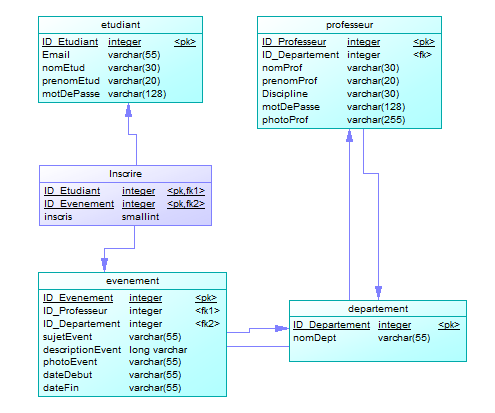 etudiant
ID_Etudiant integer <pk>
Email varchar(55)
nomEtud varchar(30)
prenomEtud varchar(20)
motDePasse varchar(128)
professeur
ID_Professeur integer <pk>
ID_Departement integer <fk>
nomProf varchar(30)
prenomProf varchar(20)
Discipline varchar(30)
motDePasse varchar(128)
photoProf varchar(255)
Inscrire
ID_Etudiant integer <pk,fk1>
ID_Evenement integer <pk,fk2>
inscris smallint
evenement
ID_Evenement integer <pk>
ID_Professeur integer <fk1>
ID_Departement integer <fk2>
sujetEvent varchar(55)
descriptionEvent long varchar
photoEvent varchar(55)
dateDebut varchar(55)
dateFin varchar(55)
departement
ID_Departement integer <pk>
nomDept varchar(55)